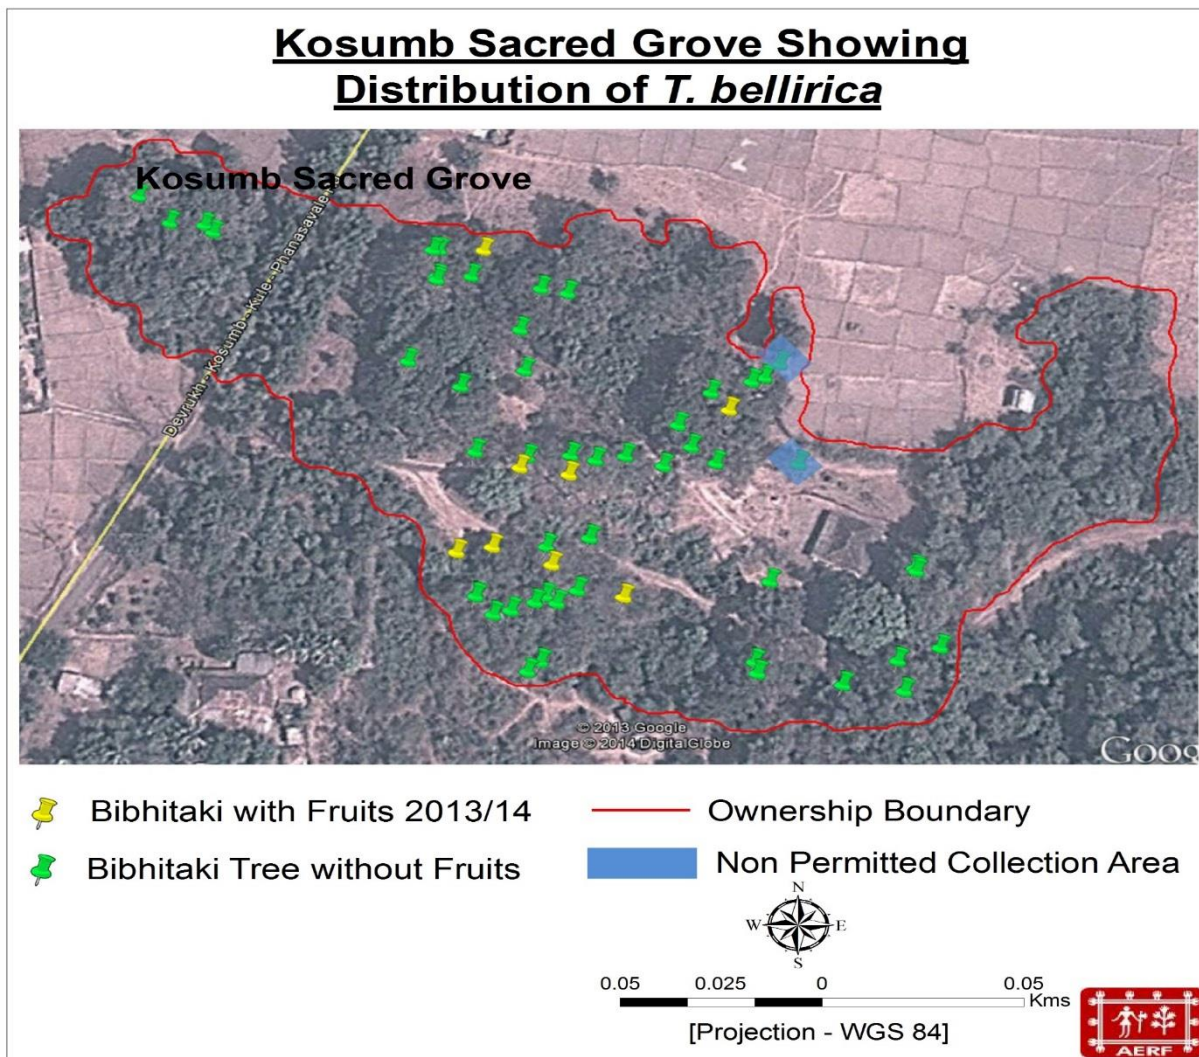 Kosumb Sacred Grove Showing
Distribution of T. bellirica
Kosumb Sacred Grove
Devrukh - Kosumb - Kule - Phanasavale
© 2013 Google
Image © 2014 DigitalGlobe
Goog
Bibhitaki with Fruits 2013/14
Ownership Boundary
Bibhitaki Tree without Fruits
Non Permitted Collection Area
N
W E
S
0.05 0.025 0 0.05
Kms
[Projection - WGS 84]
AERF